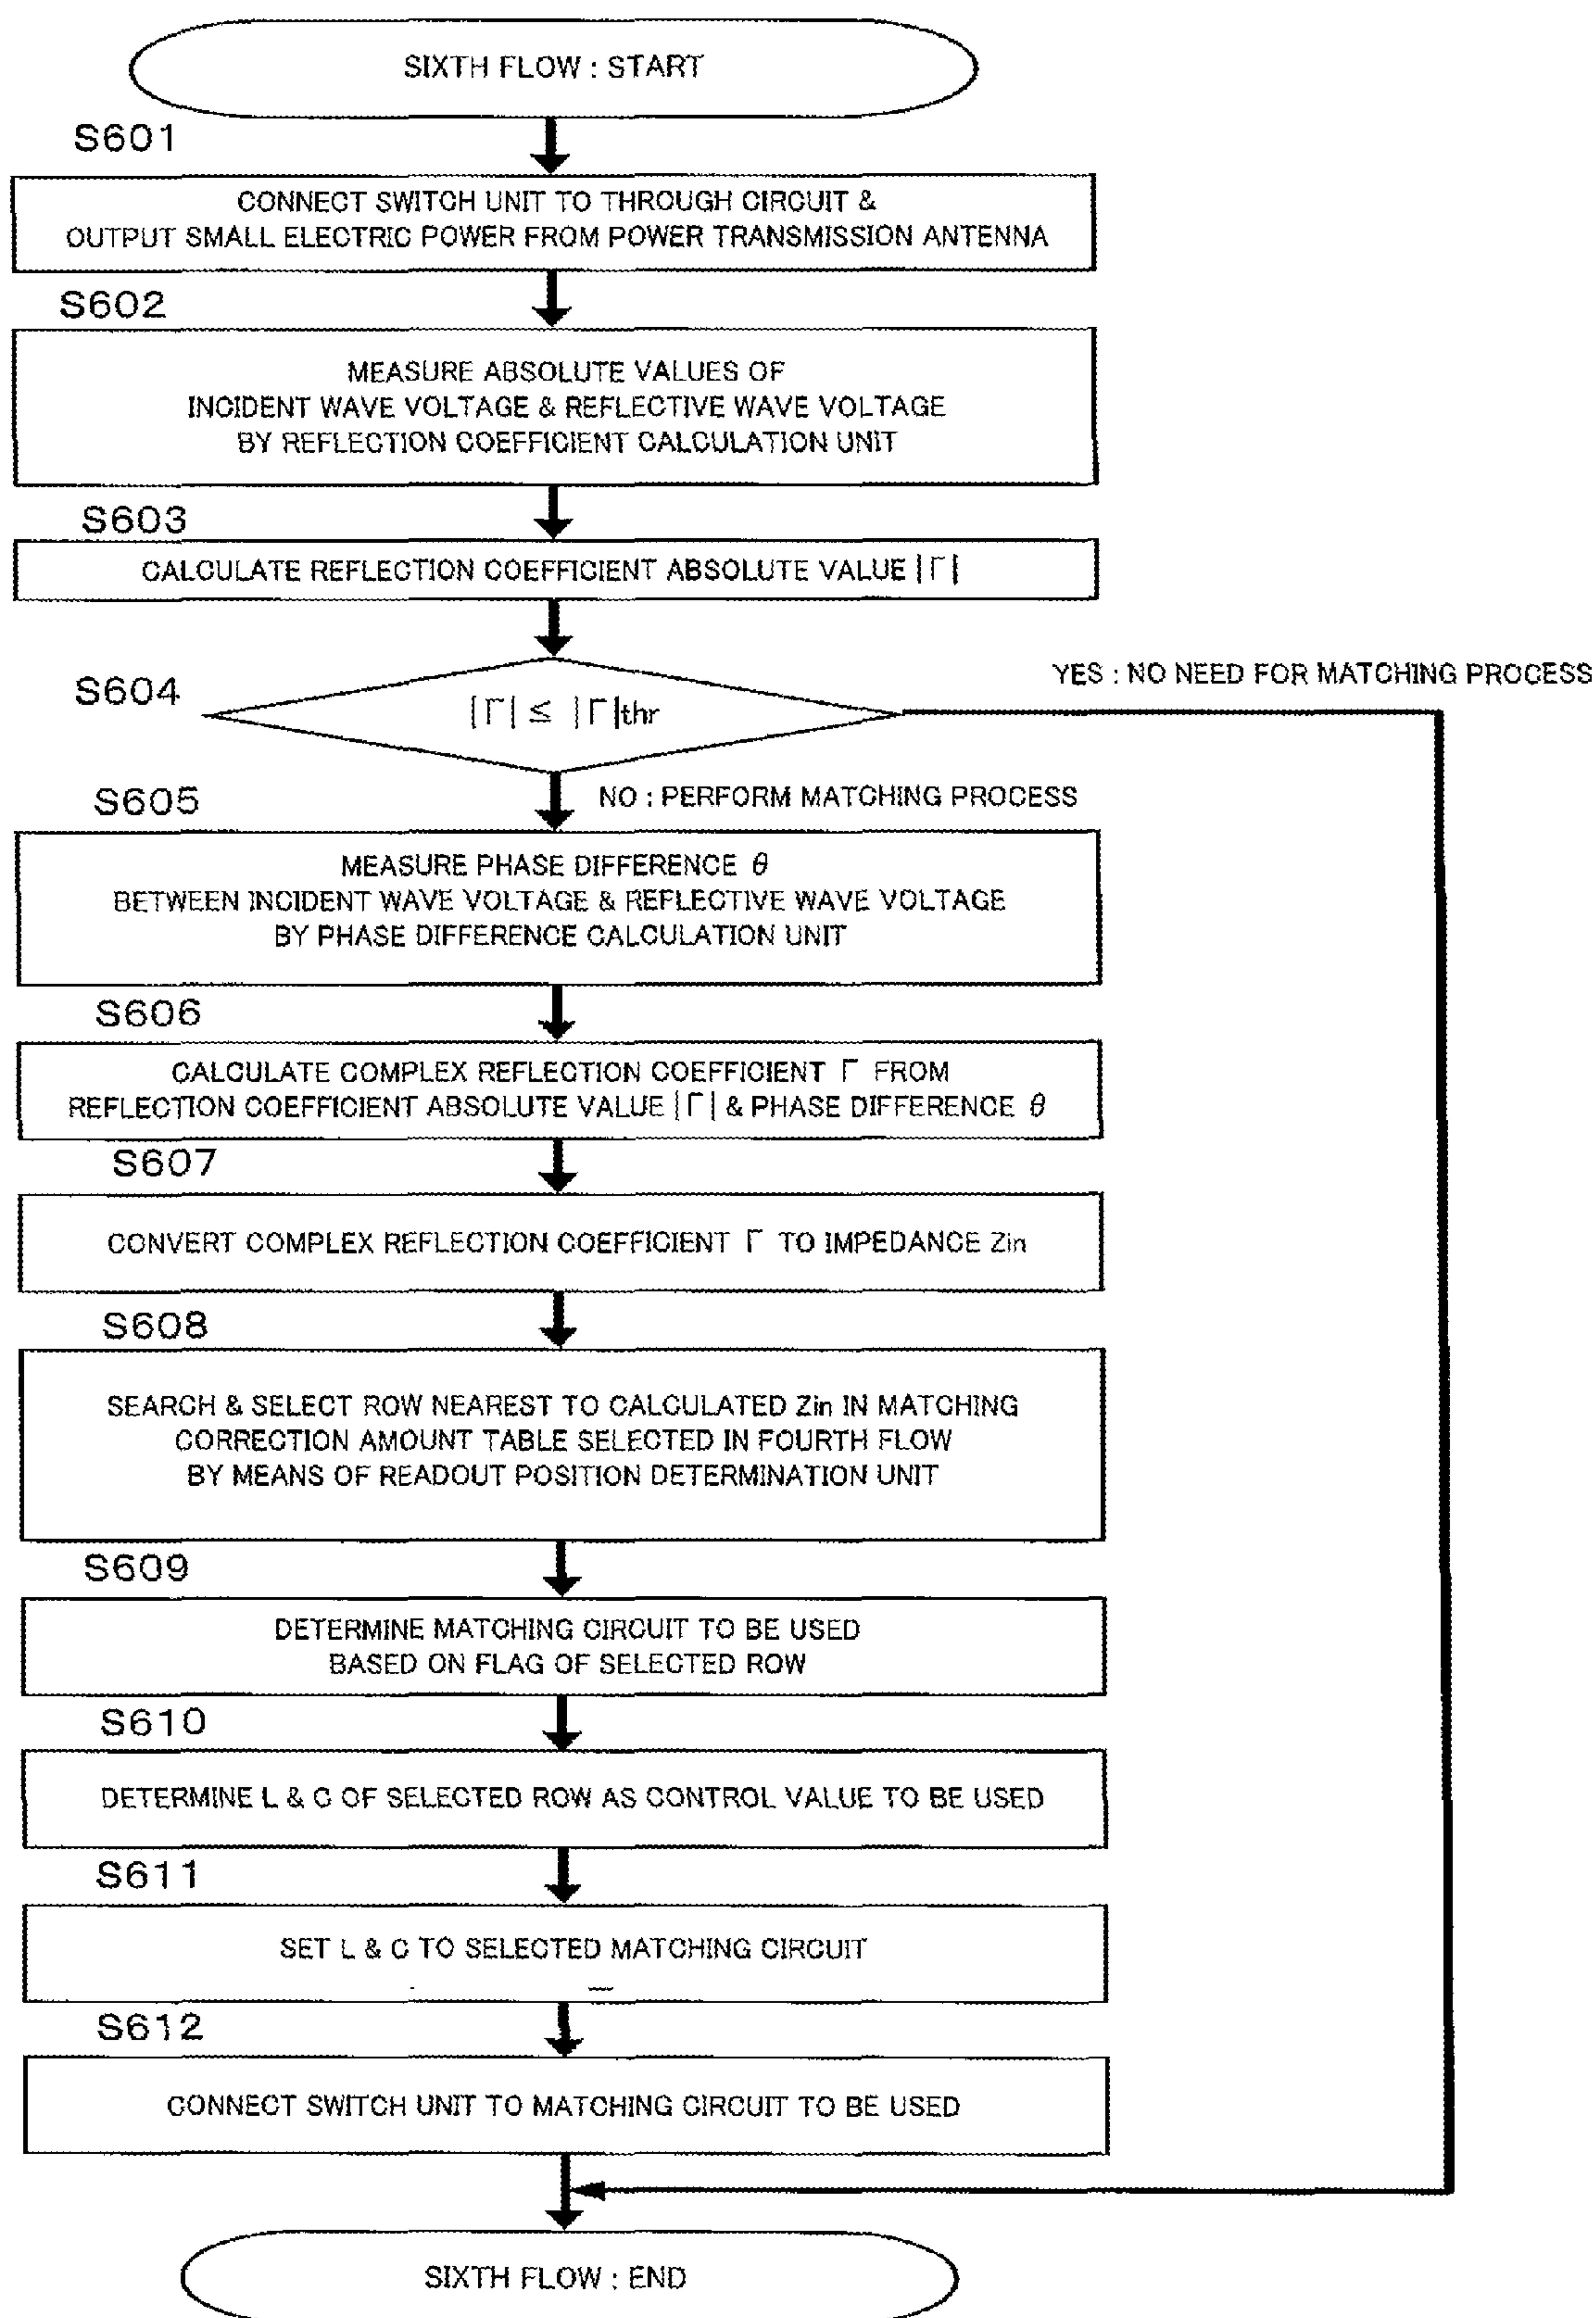 SIXTH FLOW : START
S601
CONNECT SWITCH UNIT TO THROUGH CIRCUIT &
OUTPUT SMALL ELECTRIC POWER FROM POWER TRANSMISSION ANTENNA
S602
MEASURE ABSOLUTE VALUES OF
INCIDENT WAVE VOLTAGE & REFLECTIVE WAVE VOLTAGE
BY REFLECTION COEFFICIENT CALCULATION UNIT
S603
CALCULATE REFLECTION COEFFICIENT ABSOLUTE VALUE |Γ|
S604
|Γ| ≤ |Γ|thr
YES : NO NEED FOR MATCHING PROCESS
NO : PERFORM MATCHING PROCESS
S605
MEASURE PHASE DIFFERENCE θ
BETWEEN INCIDENT WAVE VOLTAGE & REFLECTIVE WAVE VOLTAGE
BY PHASE DIFFERENCE CALCULATION UNIT
S606
CALCULATE COMPLEX REFLECTION COEFFICIENT Γ FROM
REFLECTION COEFFICIENT ABSOLUTE VALUE |Γ| & PHASE DIFFERENCE θ
S607
CONVERT COMPLEX REFLECTION COEFFICIENT Γ TO IMPEDANCE Zin
S608
SEARCH & SELECT ROW NEAREST TO CALCULATED Zin IN MATCHING
CORRECTION AMOUNT TABLE SELECTED IN FOURTH FLOW
BY MEANS OF READOUT POSITION DETERMINATION UNIT
S609
DETERMINE MATCHING CIRCUIT TO BE USED
BASED ON FLAG OF SELECTED ROW
S610
DETERMINE L & C OF SELECTED ROW AS CONTROL VALUE TO BE USED
S611
SET L & C TO SELECTED MATCHING CIRCUIT
S612
CONNECT SWITCH UNIT TO MATCHING CIRCUIT TO BE USED
SIXTH FLOW : END